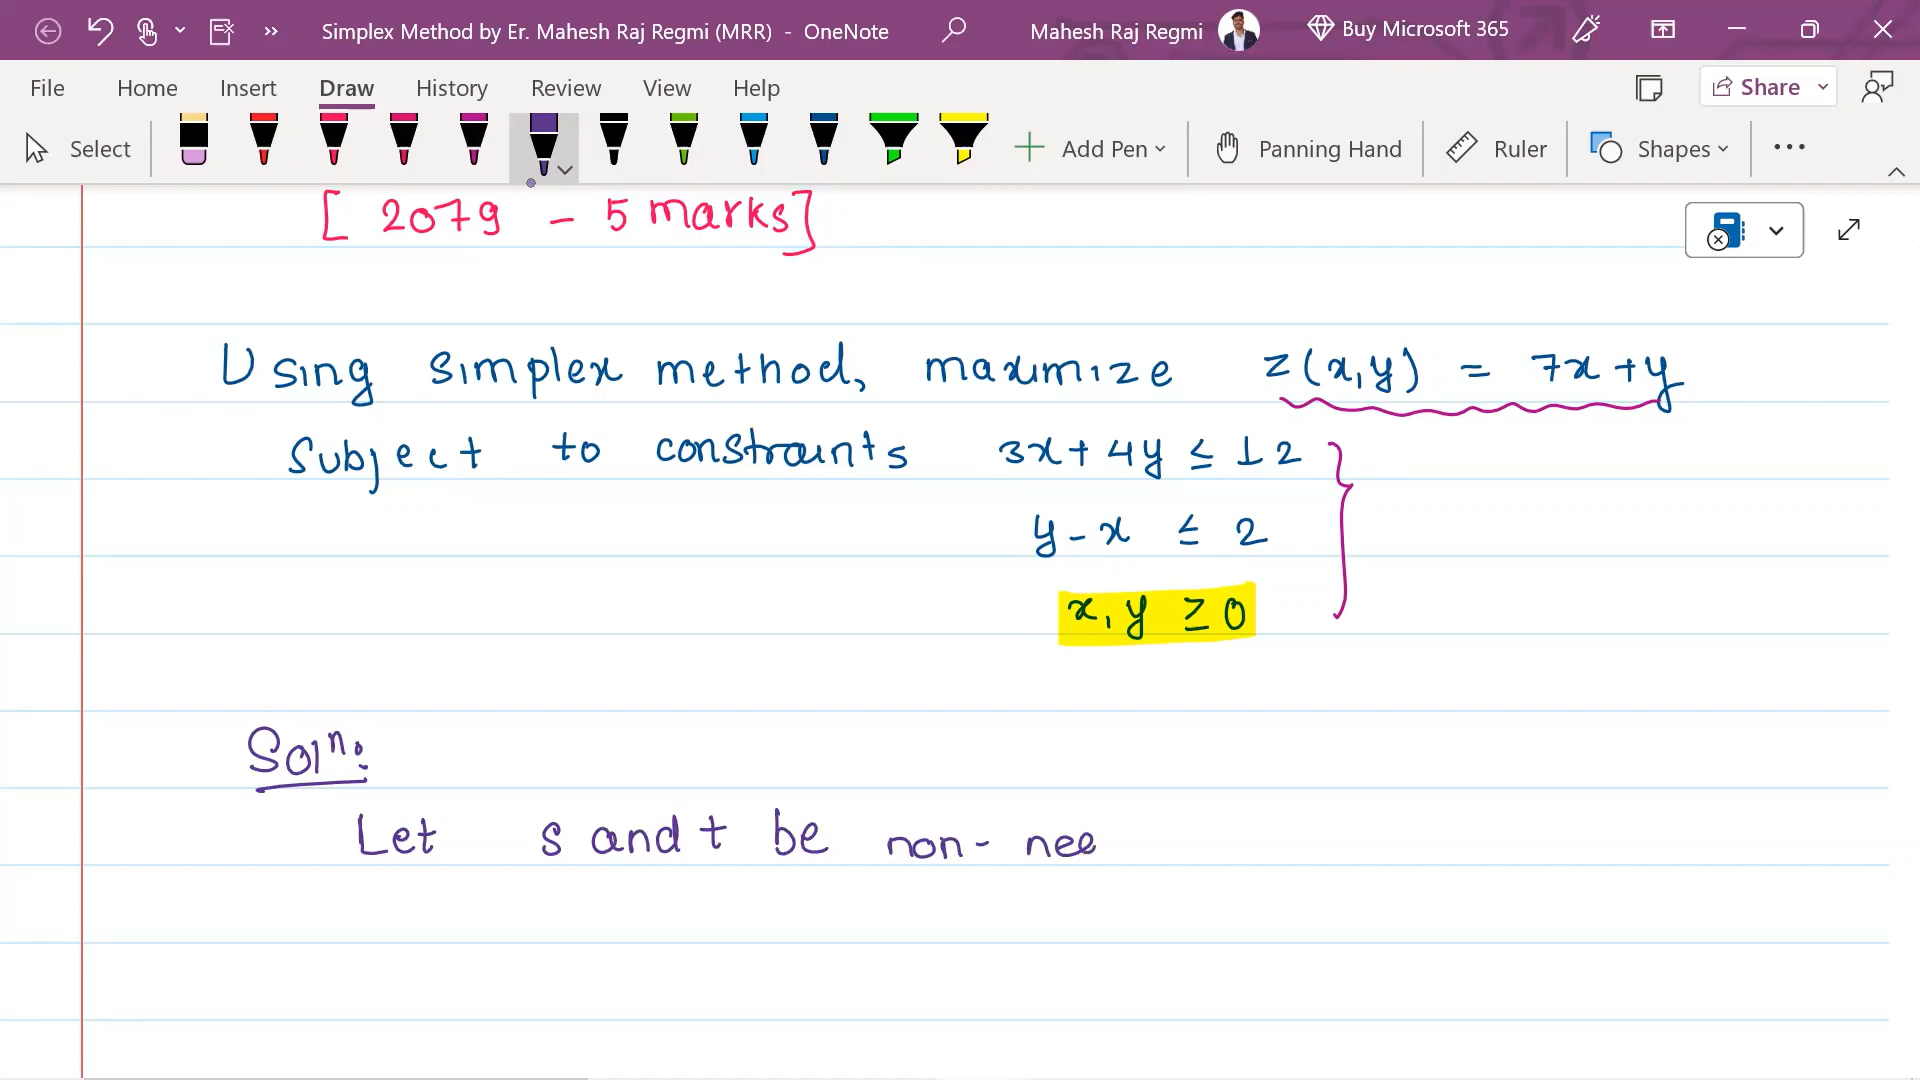 Simplex Method by Er. Mahesh Raj Regmi (MRR) - OneNote
Mahesh Raj Regmi
Buy Microsoft 365
File Home Insert Draw History Review View Help
Share
Select
Add Pen
Panning Hand
Ruler
Shapes
[ 2079 - 5 marks]
Using simplex method, maximize z(x,y) = 7x+y
Subject to constraints 3x+4y ≤ 12
y-x ≤ 2
x, y ≥ 0
Solⁿ:
Let s and t be non-nee